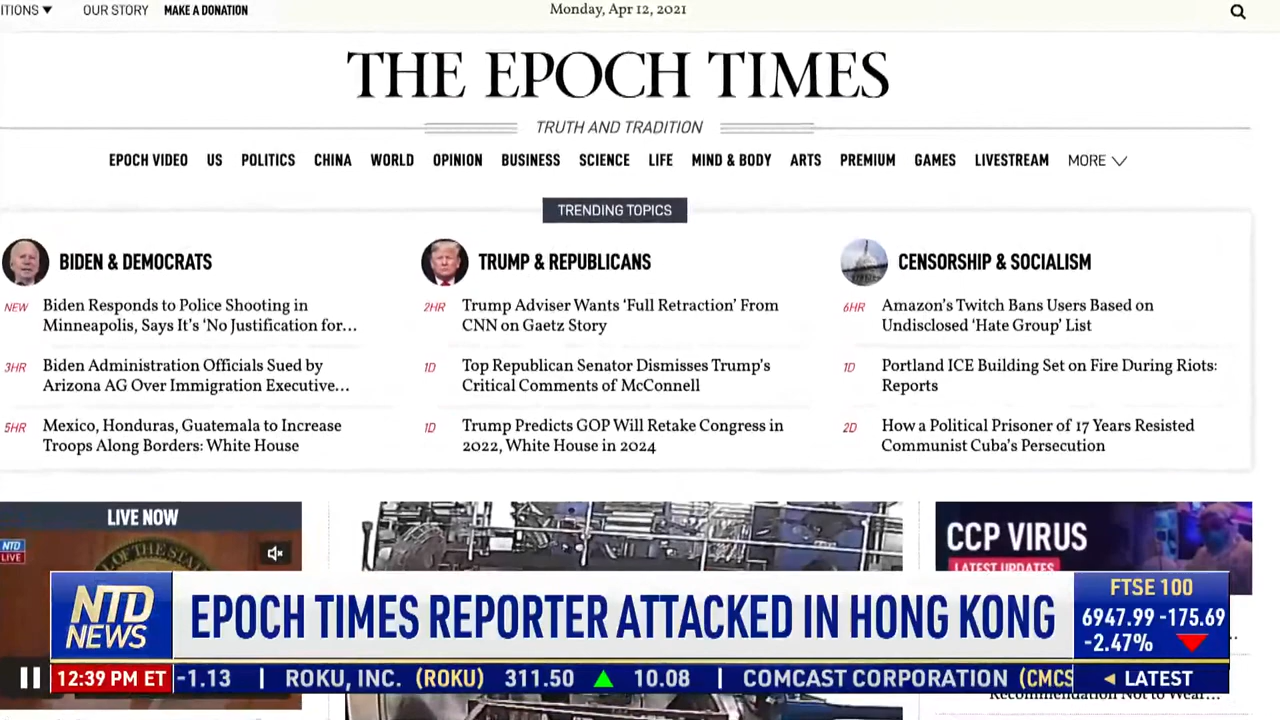 ITIONS OUR STORY MAKE A DONATION Monday, Apr 12, 2021
THE EPOCH TIMES
TRUTH AND TRADITION
EPOCH VIDEO US POLITICS CHINA WORLD OPINION BUSINESS SCIENCE LIFE MIND & BODY ARTS PREMIUM GAMES LIVESTREAM MORE
TRENDING TOPICS
BIDEN & DEMOCRATS
NEW Biden Responds to Police Shooting in
Minneapolis, Says It's 'No Justification for...
3HR Biden Administration Officials Sued by
Arizona AG Over Immigration Executive...
5HR Mexico, Honduras, Guatemala to Increase
Troops Along Borders: White House
TRUMP & REPUBLICANS
2HR Trump Adviser Wants 'Full Retraction' From
CNN on Gaetz Story
1D Top Republican Senator Dismisses Trump's
Critical Comments of McConnell
1D Trump Predicts GOP Will Retake Congress in
2022, White House in 2024
CENSORSHIP & SOCIALISM
6HR Amazon's Twitch Bans Users Based on
Undisclosed 'Hate Group' List
1D Portland ICE Building Set on Fire During Riots:
Reports
2D How a Political Prisoner of 17 Years Resisted
Communist Cuba's Persecution
LIVE NOW
NTD
LIVE
OF THE SEA
CCP VIRUS
LATEST UPDATES
NTD
NEWS
EPOCH TIMES REPORTER ATTACKED IN HONG KONG
FTSE 100
6947.99 -175.69
-2.47%
12:39 PM ET -1.13 | ROKU, INC. (ROKU) 311.50 10.08 | COMCAST CORPORATION (CMCS
LATEST
Recommendation Not to Wear...